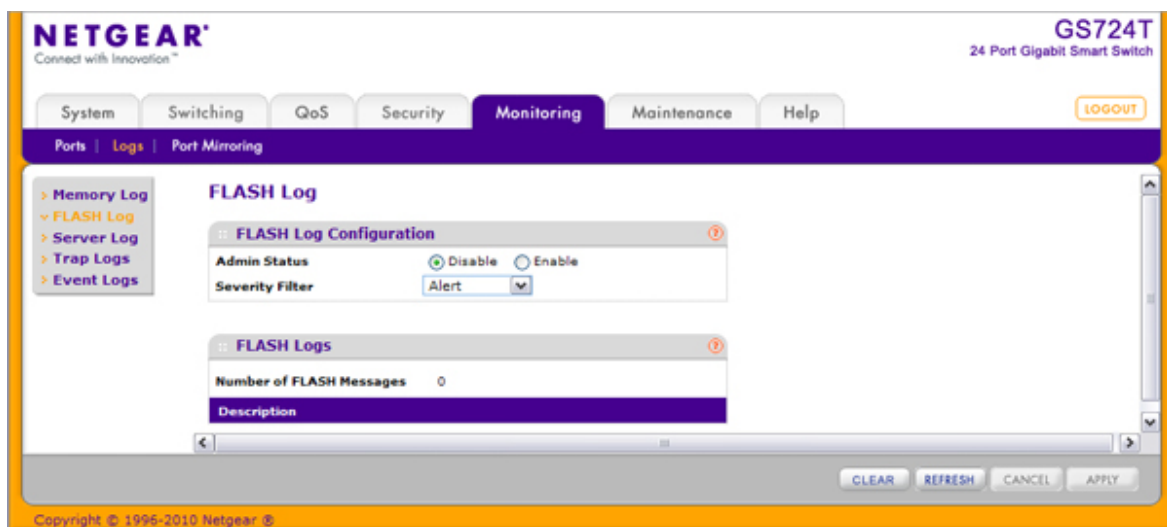 NETGEAR®
Connect with Innovation™
GS724T
24 Port Gigabit Smart Switch
System Switching QoS Security Monitoring Maintenance Help LOGOUT
Ports | Logs | Port Mirroring
Memory Log
FLASH Log
Server Log
Trap Logs
Event Logs
FLASH Log
FLASH Log Configuration ?
Admin Status Disable Enable
Severity Filter Alert
FLASH Logs ?
Number of FLASH Messages 0
Description
CLEAR REFRESH CANCEL APPLY
Copyright © 1996-2010 Netgear ®